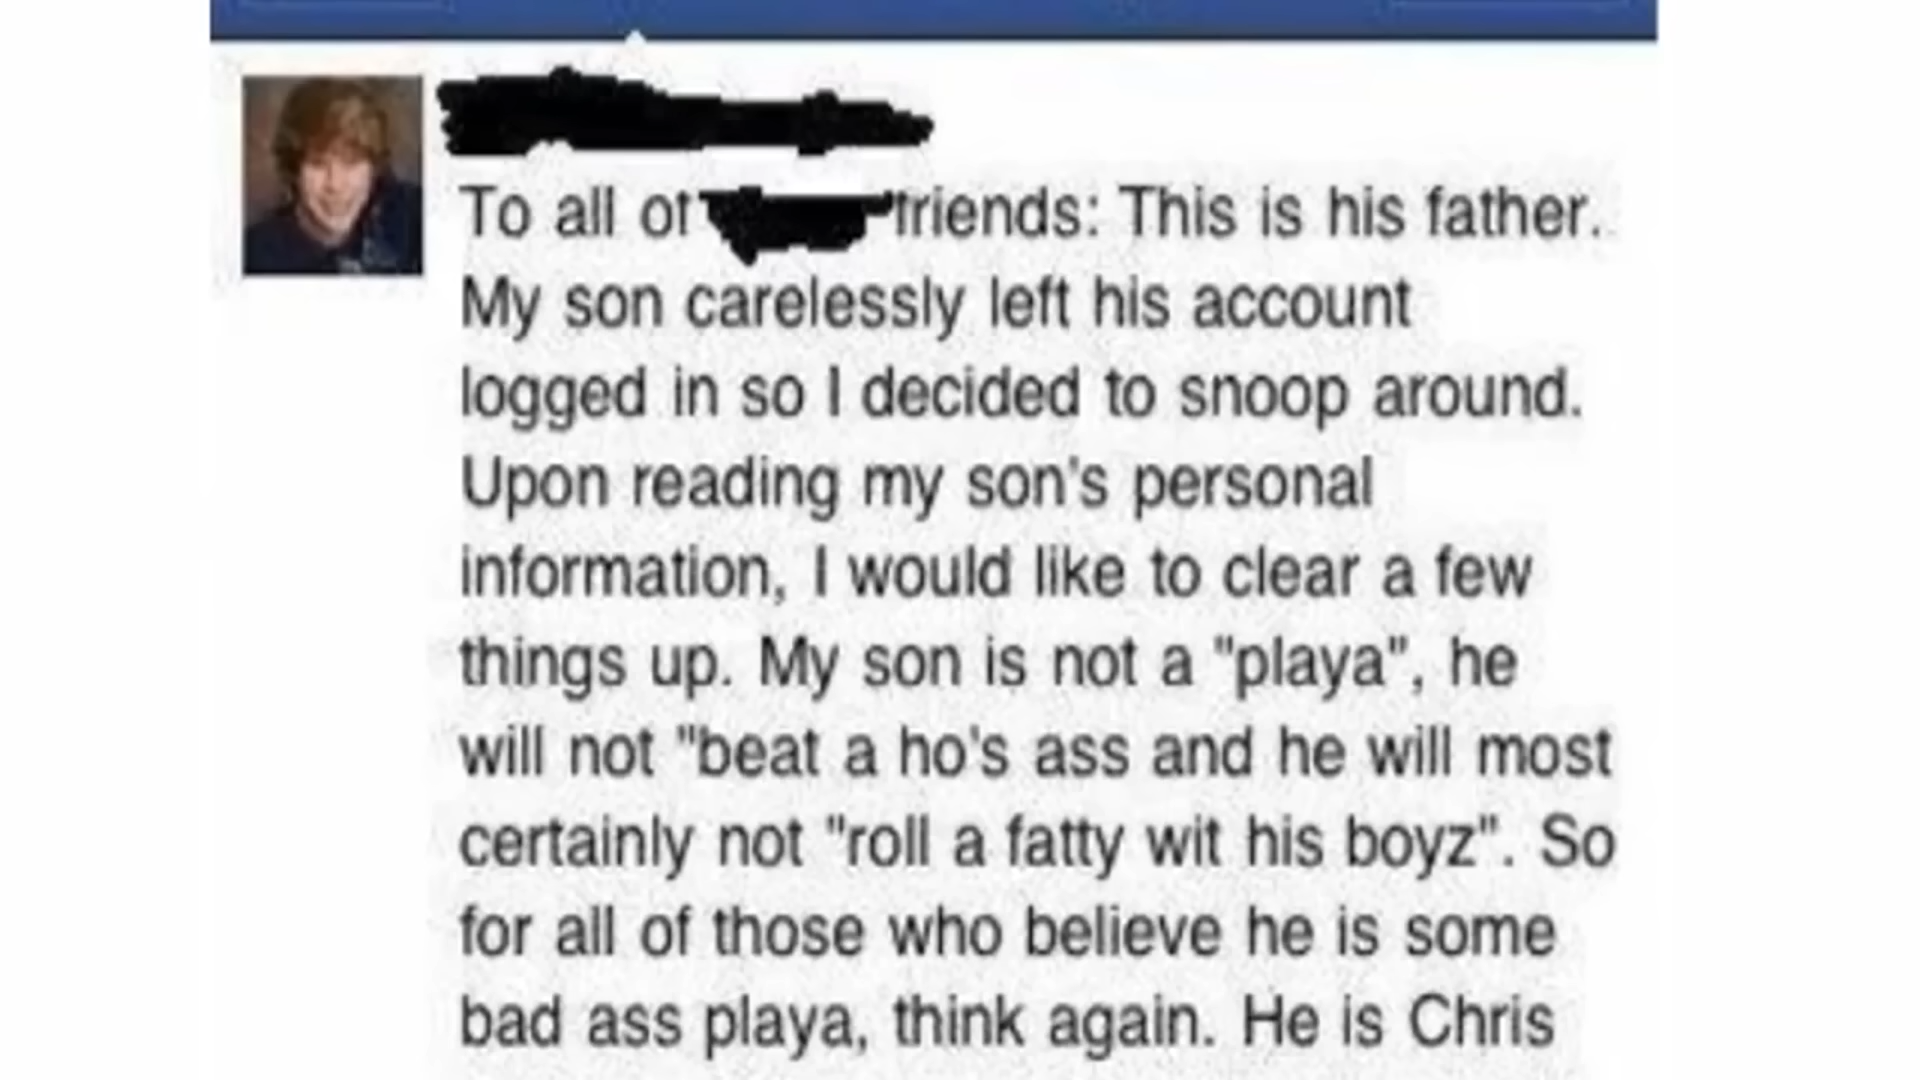 To all of friends: This is his father.
My son carelessly left his account
logged in so I decided to snoop around.
Upon reading my son's personal
information, I would like to clear a few
things up. My son is not a "playa", he
will not "beat a ho's ass and he will most
certainly not "roll a fatty wit his boyz". So
for all of those who believe he is some
bad ass playa, think again. He is Chris